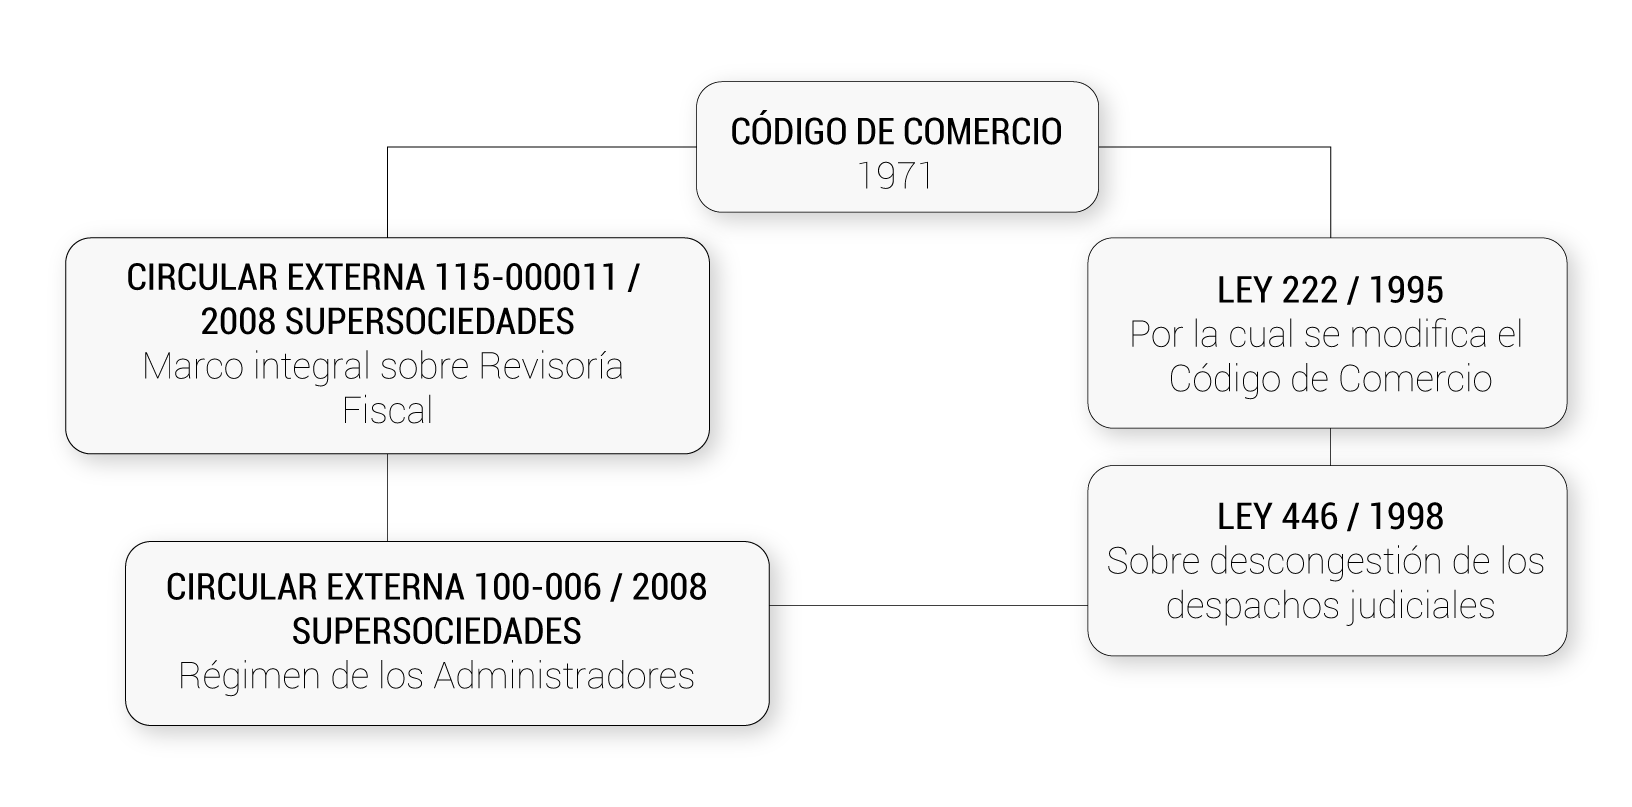 CÓDIGO DE COMERCIO
1971
CIRCULAR EXTERNA 115-000011 /
2008 SUPERSOCIEDADES
Marco integral sobre Revisoría
Fiscal
LEY 222 / 1995
Por la cual se modifica el
Código de Comercio
CIRCULAR EXTERNA 100-006 / 2008
SUPERSOCIEDADES
Régimen de los Administradores
LEY 446 / 1998
Sobre descongestión de los
despachos judiciales